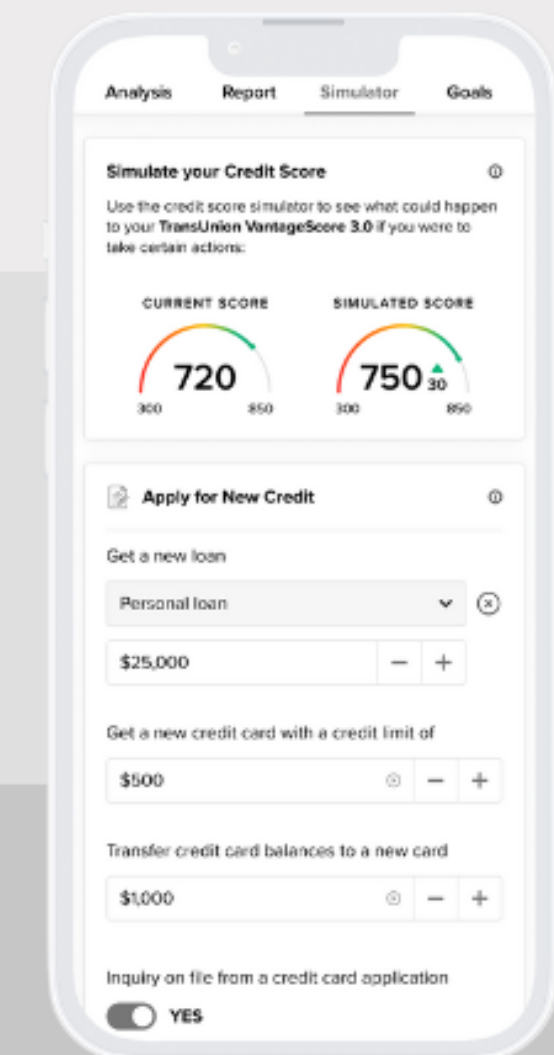 Analysis Report Simulator Goals
Simulate your Credit Score
Use the credit score simulator to see what could happen
to your TransUnion VantageScore 3.0 if you were to
take certain actions:
CURRENT SCORE SIMULATED SCORE
720 750 30
300 850 300 850
Apply for New Credit
Get a new loan
Personal loan
$25,000
Get a new credit card with a credit limit of
$500
Transfer credit card balances to a new card
$1,000
Inquiry on file from a credit card application
YES